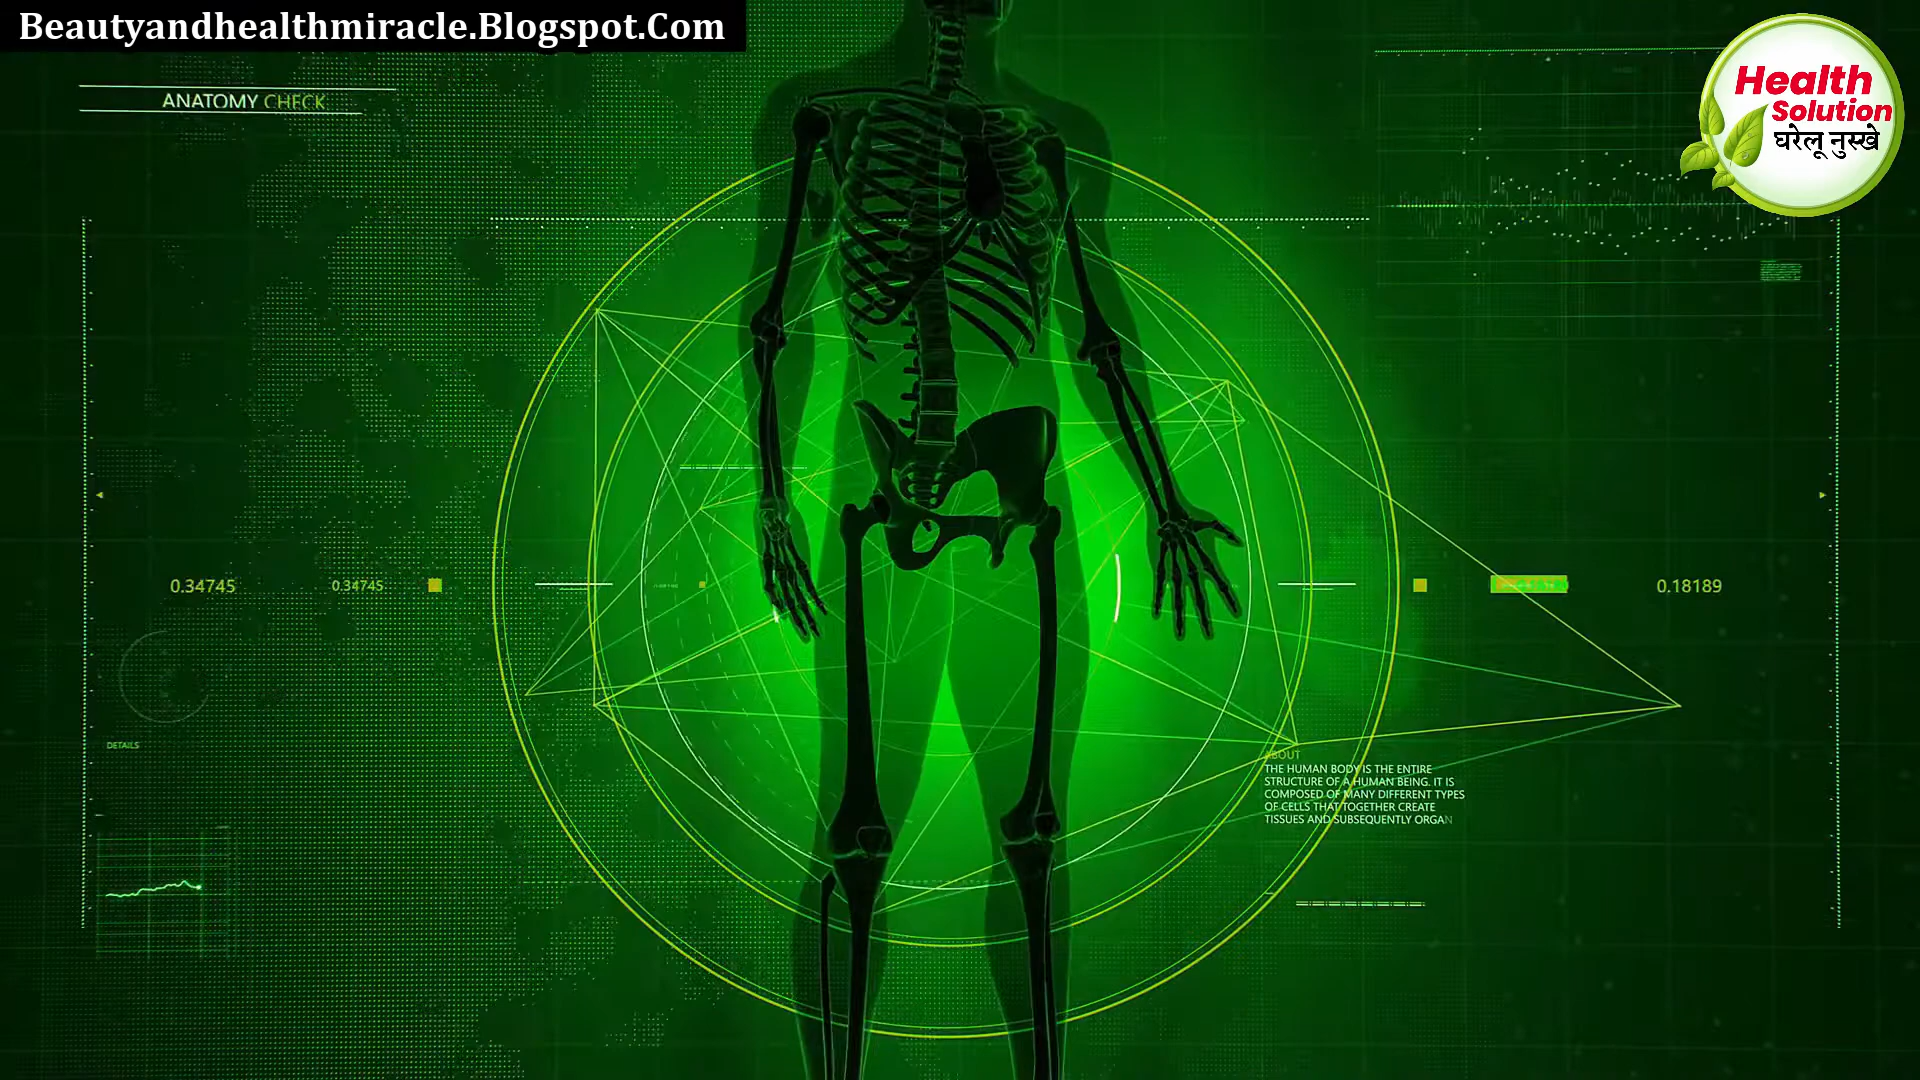 Beautyandhealthmiracle.Blogspot.Com
Health
Solution
घरेलू नुस्खे
ANATOMY CHECK
0.34745
0.34745
0.18189
DETAILS
ABOUT
THE HUMAN BODY IS THE ENTIRE
STRUCTURE OF A HUMAN BEING. IT IS
COMPOSED OF MANY DIFFERENT TYPES
OF CELLS THAT TOGETHER CREATE
TISSUES AND SUBSEQUENTLY ORGAN